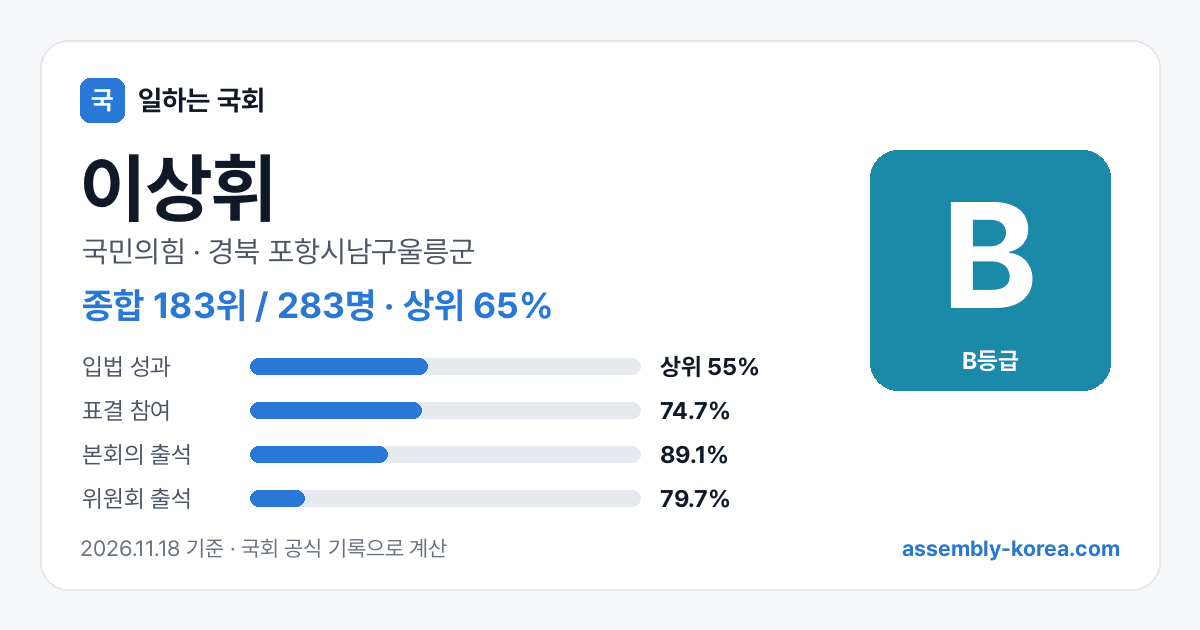 국 일하는 국회
이상휘
국민의힘 · 경북 포항시남구울릉군
종합 183위 / 283명 · 상위 65%
B
B등급
입법 성과 상위 55%
표결 참여 74.7%
본회의 출석 89.1%
위원회 출석 79.7%
2026.11.18 기준 · 국회 공식 기록으로 계산
assembly-korea.com